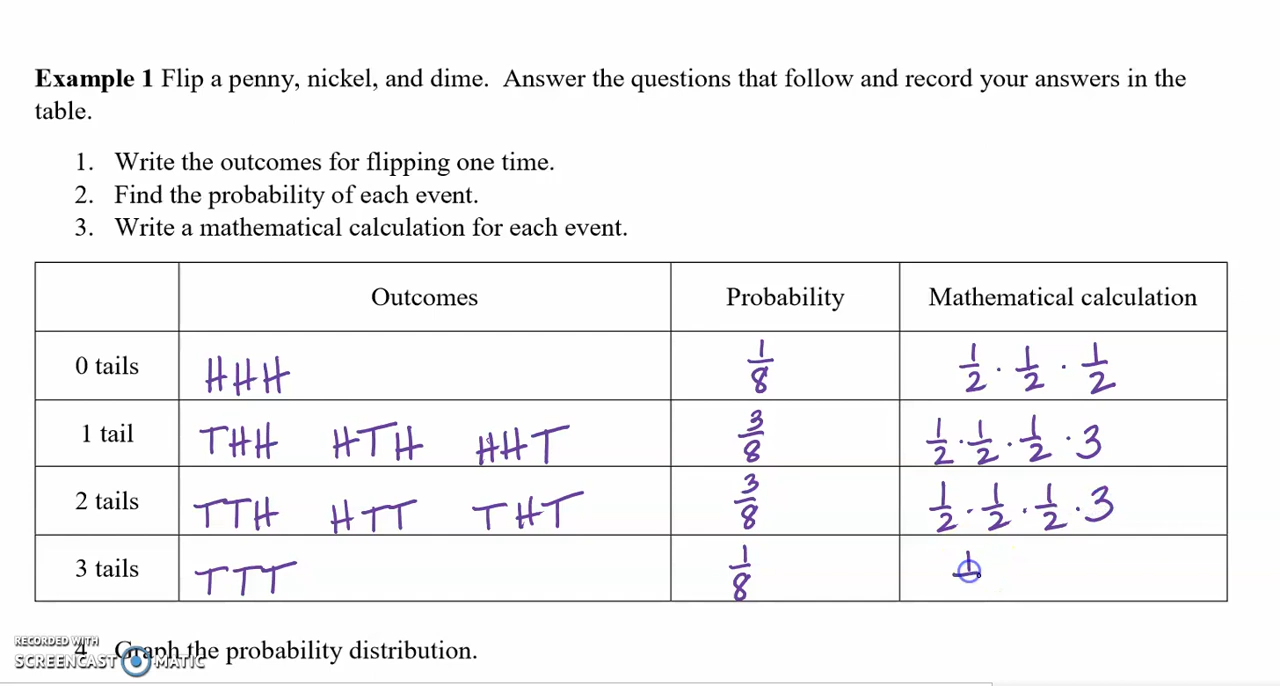 Example 1 Flip a penny, nickel, and dime. Answer the questions that follow and record your answers in the
table.
1. Write the outcomes for flipping one time.
2. Find the probability of each event.
3. Write a mathematical calculation for each event.
Outcomes Probability Mathematical calculation
0 tails HHH 1/8 1/2 · 1/2 · 1/2
1 tail THH HTH HHT 3/8 1/2 · 1/2 · 1/2 · 3
2 tails TTH HTT THT 3/8 1/2 · 1/2 · 1/2 · 3
3 tails TTT 1/8 1
4 Graph the probability distribution.
RECORDED WITH
SCREENCAST MATIC